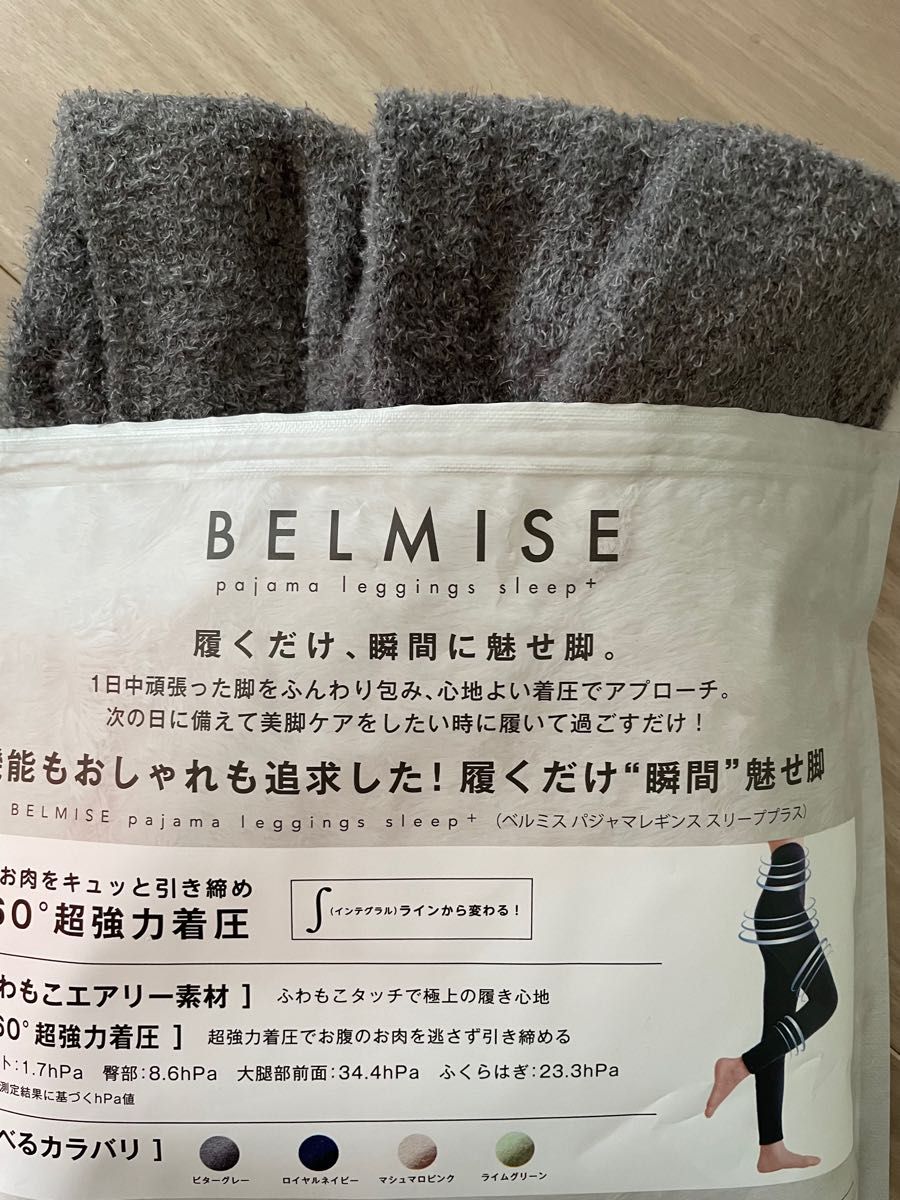 BELMISE
pajama leggings sleep+
履くだけ、瞬間に魅せ脚。
1日中頑張った脚をふんわり包み、心地よい着圧でアプローチ。
次の日に備えて美脚ケアをしたい時に履いて過ごすだけ！
能もおしゃれも追求した！履くだけ“瞬間”魅せ脚
BELMISE pajama leggings sleep+（ベルミス パジャマレギンス スリーププラス）
お肉をキュッと引き締め
60°超強力着圧
∫(インテグラル)ラインから変わる！
わもこエアリー素材］ ふわもこタッチで極上の履き心地
60°超強力着圧］ 超強力着圧でお腹のお肉を逃さず引き締める
ト：1.7hPa 臀部：8.6hPa 大腿部前面：34.4hPa ふくらはぎ：23.3hPa
測定結果に基づくhPa値
べるカラバリ］
ビターグレー ロイヤルネイビー マシュマロピンク ライムグリーン